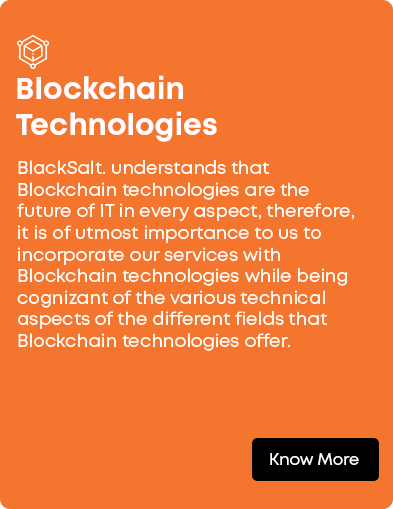 Blockchain
Technologies
BlackSalt. understands that
Blockchain technologies are the
future of IT in every aspect, therefore,
it is of utmost importance to us to
incorporate our services with
Blockchain technologies while being
cognizant of the various technical
aspects of the different fields that
Blockchain technologies offer.
Know More